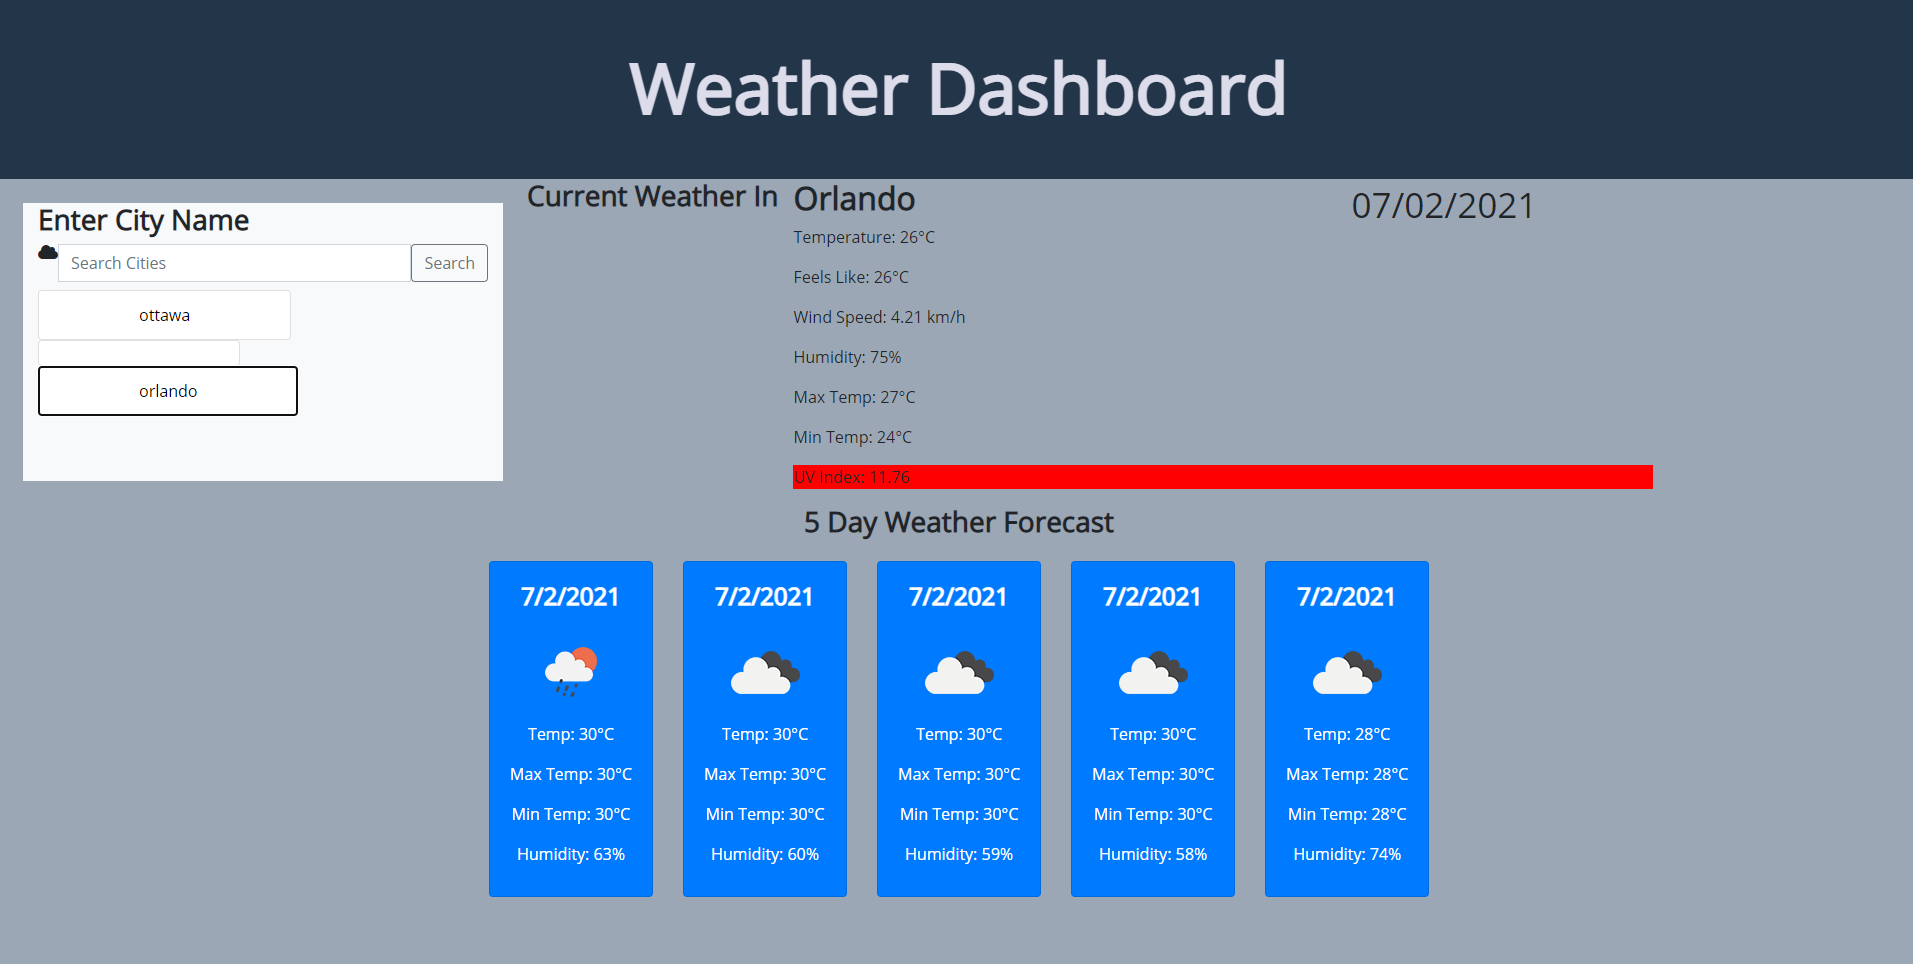 Weather Dashboard
Enter City Name
Search Cities
Search
ottawa
orlando
Current Weather In
Orlando
07/02/2021
Temperature: 26°C
Feels Like: 26°C
Wind Speed: 4.21 km/h
Humidity: 75%
Max Temp: 27°C
Min Temp: 24°C
UV Index: 11.76
5 Day Weather Forecast
7/2/2021
Temp: 30°C
Max Temp: 30°C
Min Temp: 30°C
Humidity: 63%
7/2/2021
Temp: 30°C
Max Temp: 30°C
Min Temp: 30°C
Humidity: 60%
7/2/2021
Temp: 30°C
Max Temp: 30°C
Min Temp: 30°C
Humidity: 59%
7/2/2021
Temp: 30°C
Max Temp: 30°C
Min Temp: 30°C
Humidity: 58%
7/2/2021
Temp: 28°C
Max Temp: 28°C
Min Temp: 28°C
Humidity: 74%